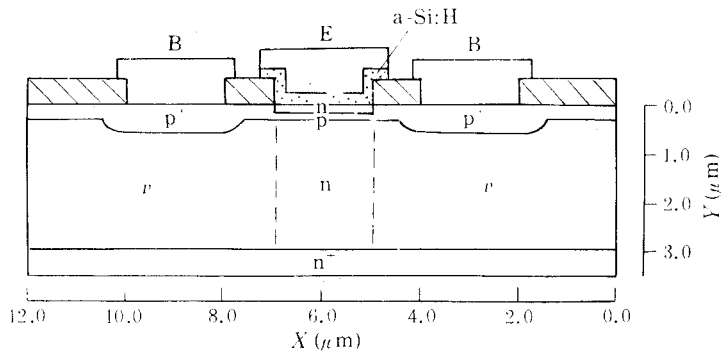 a-Si:H
B E B
n
p⁺ p p⁺
0.0
1.0
ν n ν
2.0
3.0
n⁺
Y (μm)
12.0 10.0 8.0 6.0 4.0 2.0 0.0
X (μm)